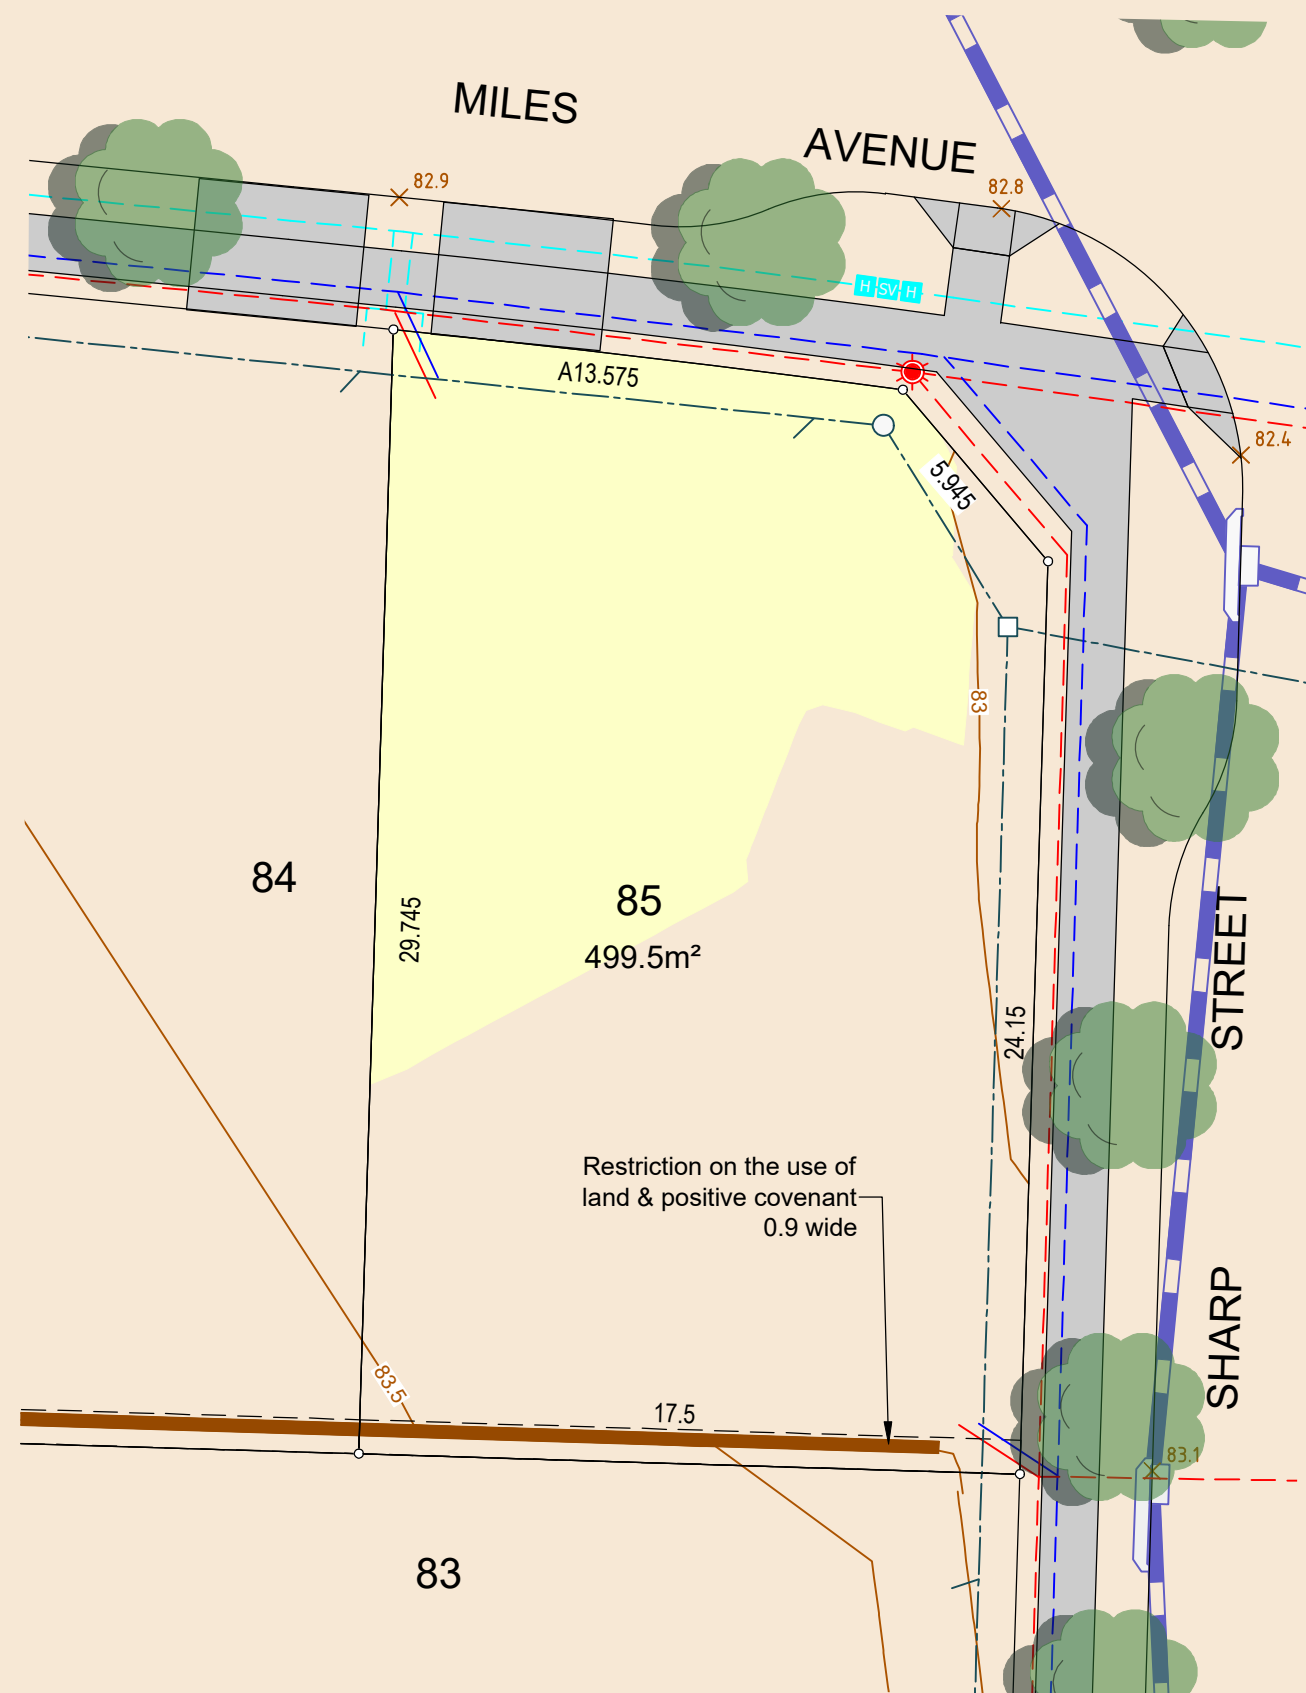 MILES
AVENUE
82.9
82.8
H SV H
A13.575
82.4
5.945
83
84
85
499.5m²
29.745
24.15
STREET
Restriction on the use of
land & positive covenant
0.9 wide
SHARP
83.5
17.5
83.1
83